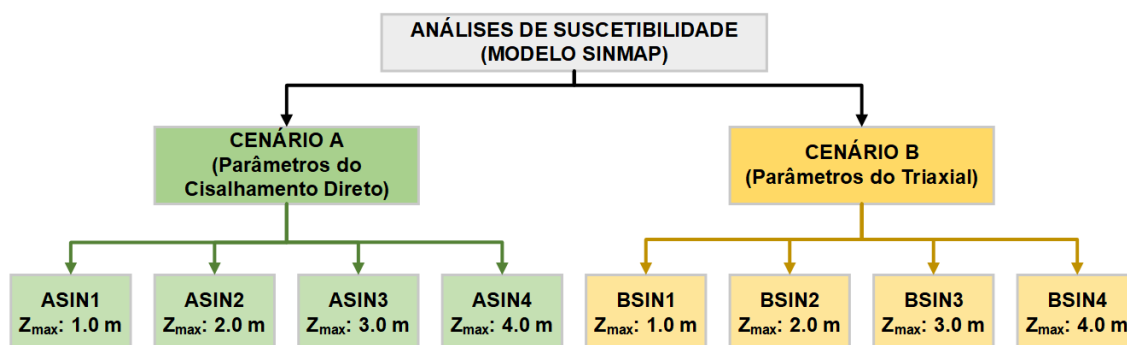 ANÁLISES DE SUSCETIBILIDADE
(MODELO SINMAP)
CENÁRIO A
(Parâmetros do
Cisalhamento Direto)
CENÁRIO B
(Parâmetros do Triaxial)
ASIN1
Zmax: 1.0 m
ASIN2
Zmax: 2.0 m
ASIN3
Zmax: 3.0 m
ASIN4
Zmax: 4.0 m
BSIN1
Zmax: 1.0 m
BSIN2
Zmax: 2.0 m
BSIN3
Zmax: 3.0 m
BSIN4
Zmax: 4.0 m